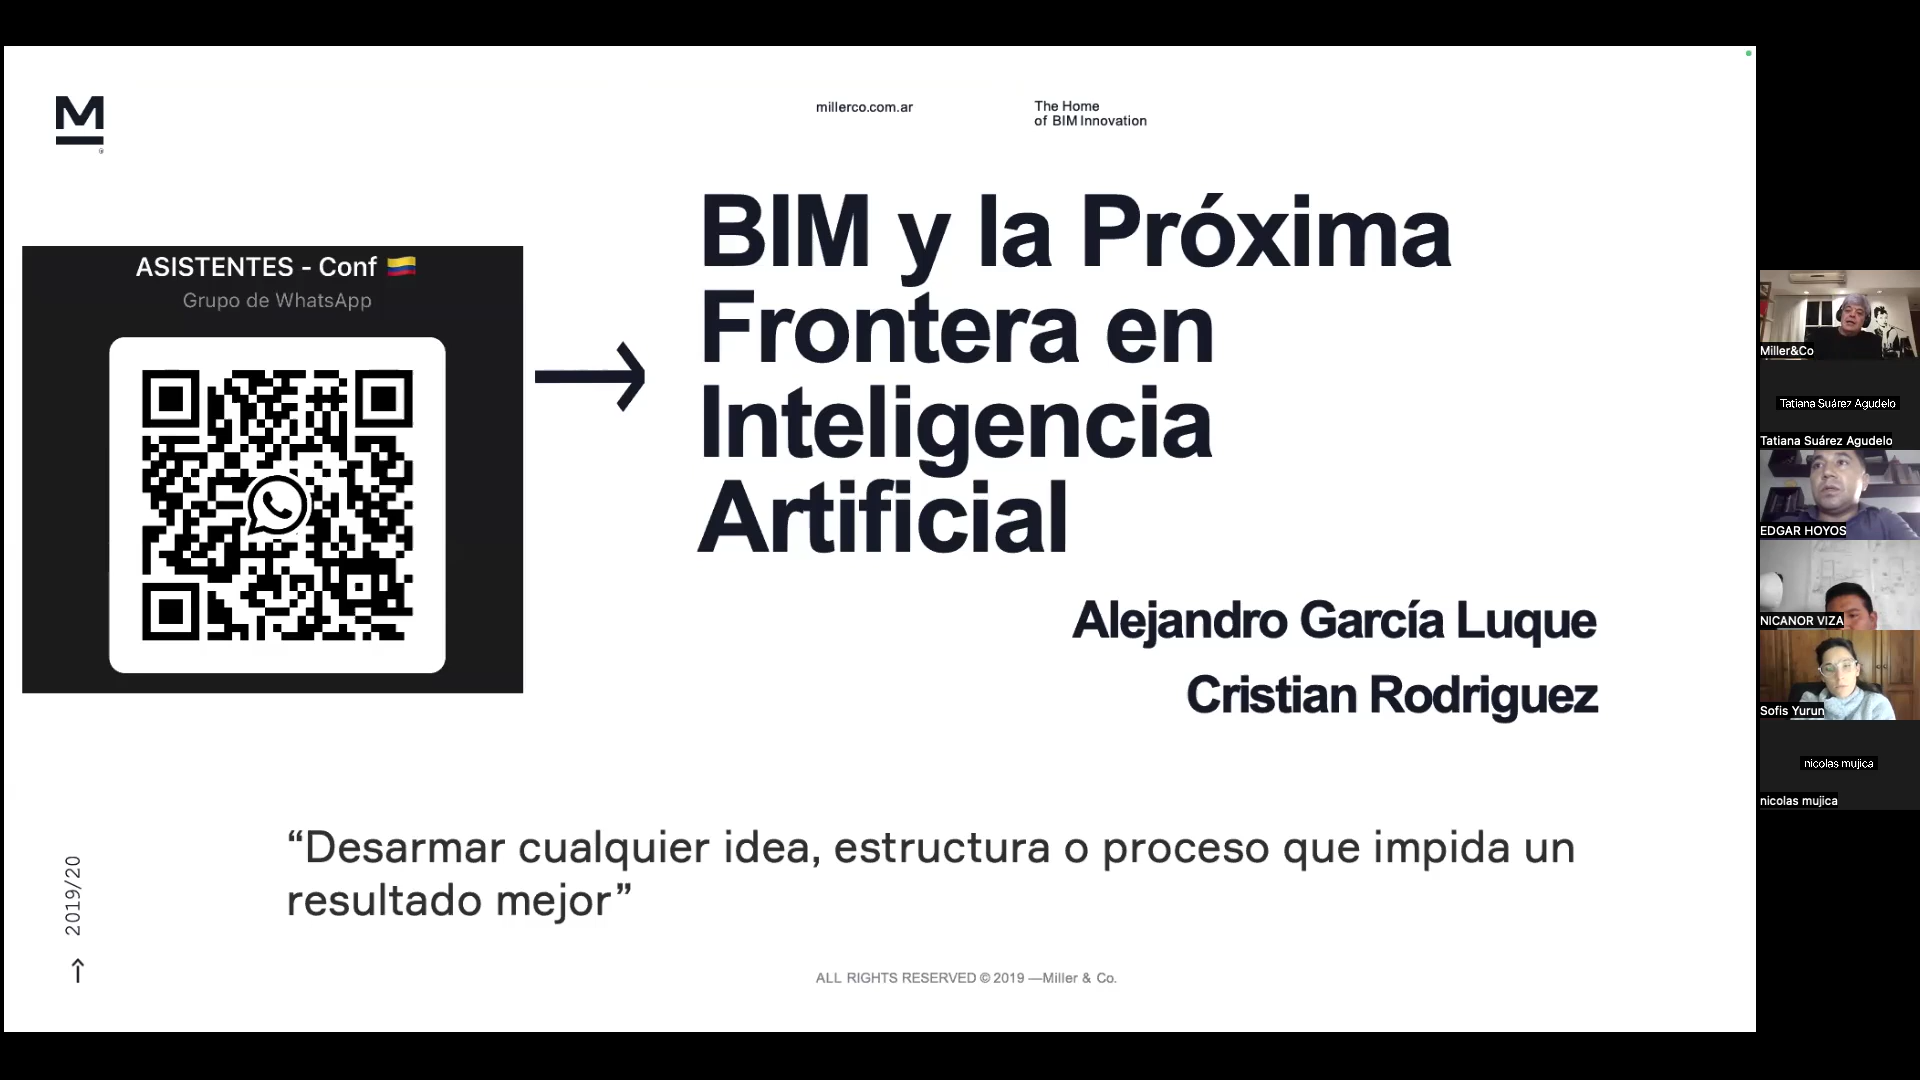 M
®
millerco.com.ar
The Home
of BIM Innovation
ASISTENTES - Conf 🇨🇴
Grupo de WhatsApp
BIM y la Próxima
Frontera en
Inteligencia
Artificial
Alejandro García Luque
Cristian Rodriguez
“Desarmar cualquier idea, estructura o proceso que impida un
resultado mejor”
2019/20
ALL RIGHTS RESERVED © 2019 —Miller & Co.
Miller&Co
Tatiana Suárez Agudelo
Tatiana Suárez Agudelo
EDGAR HOYOS
NICANOR VIZA
Sofis Yurun
nicolas mujica
nicolas mujica